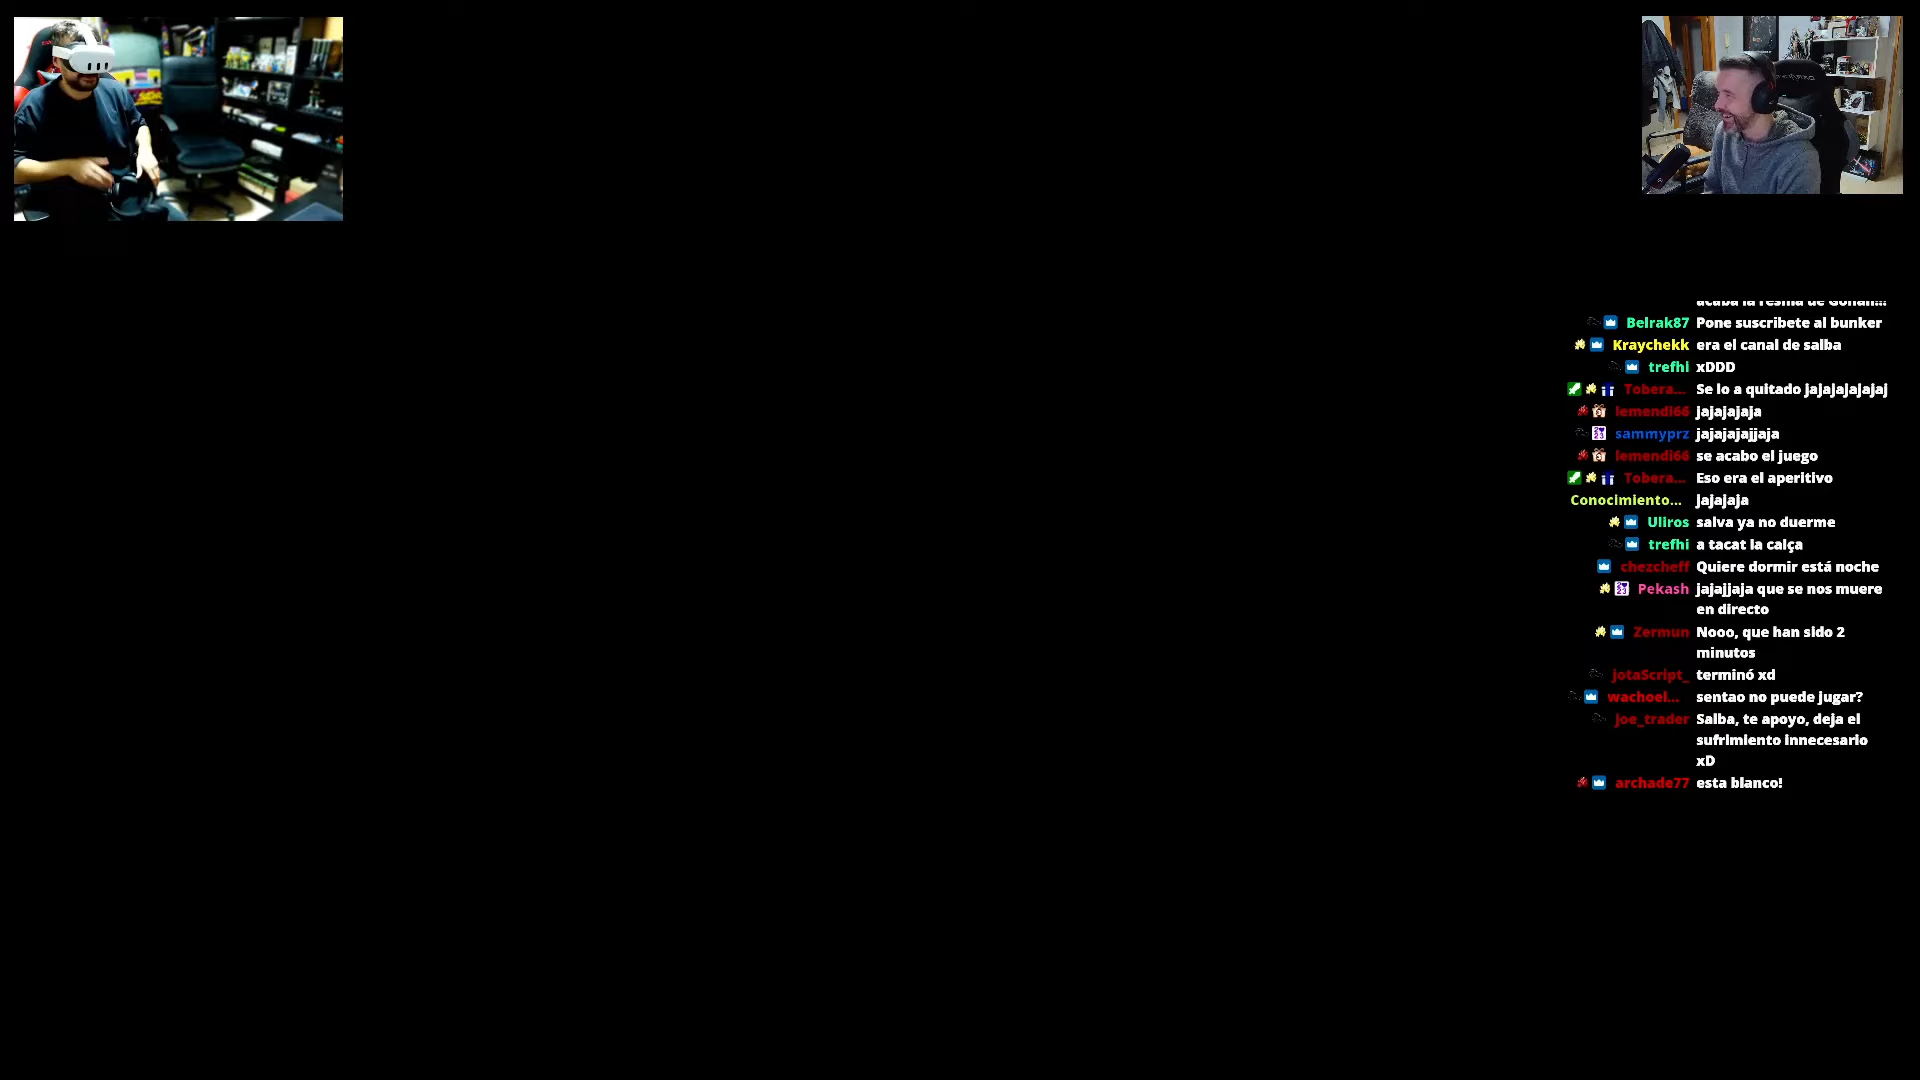 Belrak87 Pone suscribete al bunker
Kraychekk era el canal de salba
trefhi xDDD
Tobera... Se lo a quitado jajajajajajaj
lemendi66 jajajajaja
sammyprz jajajajajjaja
lemendi66 se acabo el juego
Tobera... Eso era el aperitivo
Conocimiento... Jajajaja
Uliros salva ya no duerme
trefhi a tacat la calça
chezcheff Quiere dormir está noche
Pekash jajajjaja que se nos muere
en directo
Zermun Nooo, que han sido 2
minutos
jotaScript_ terminó xd
wachoel... sentao no puede jugar?
joe_trader Salba, te apoyo, deja el
sufrimiento innecesario
xD
archade77 esta blanco!